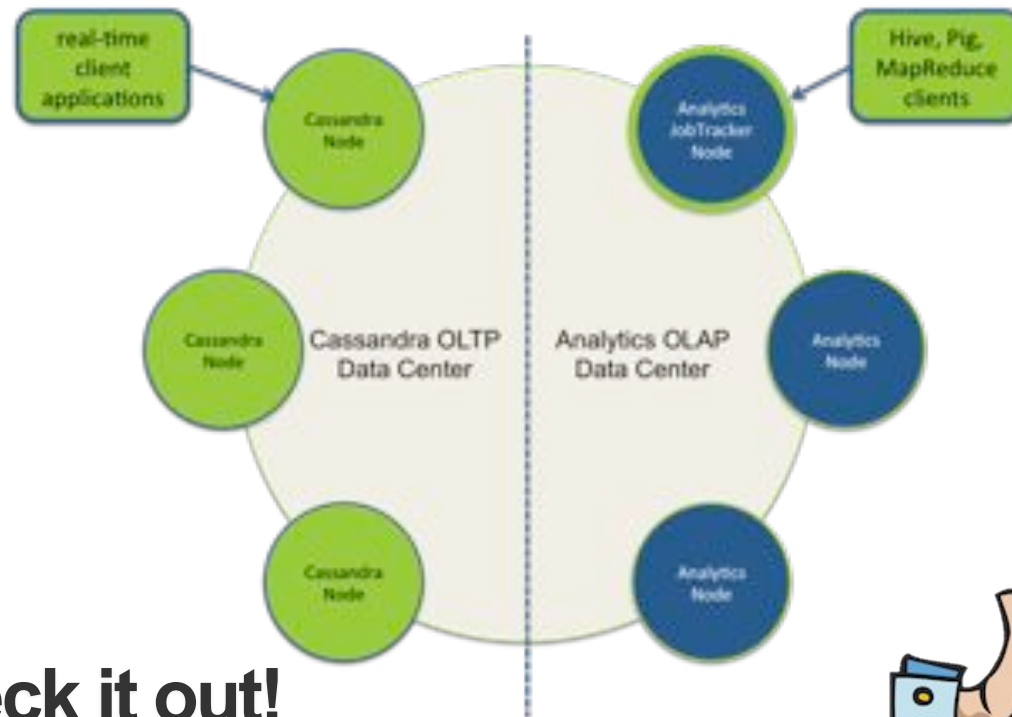 real-time
client
applications
Hive, Pig,
MapReduce
clients
Cassandra
Node
Analytics
JobTracker
Node
Cassandra
Node
Cassandra OLTP
Data Center
Analytics OLAP
Data Center
Analytics
Node
Cassandra
Node
Analytics
Node
eck it out!